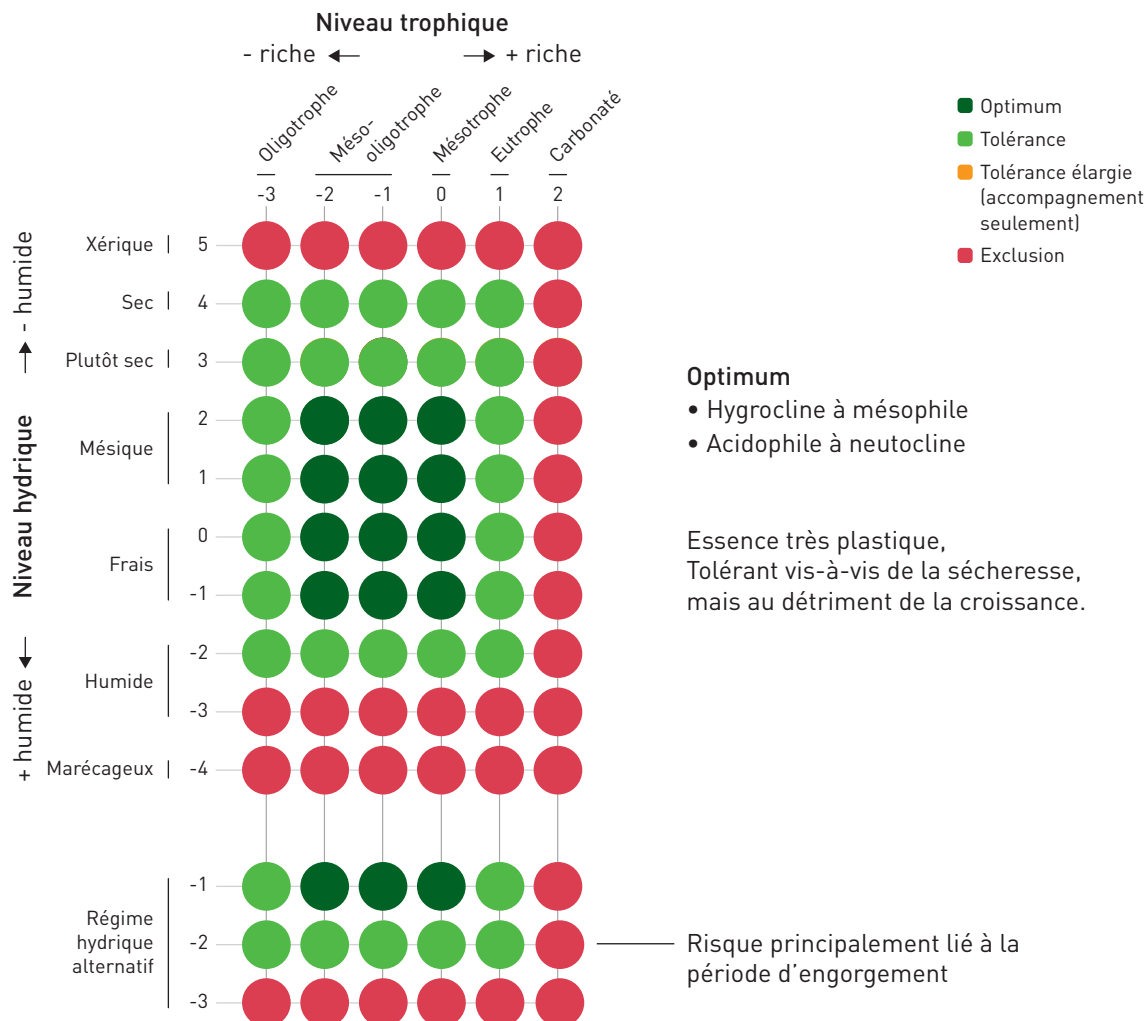 Niveau trophique
- riche ← → + riche
Oligotrophe
Méso-
oligotrophe
Mésotrophe
Eutrophe
Carbonaté
-3 -2 -1 0 1 2
Optimum
Tolérance
Tolérance élargie
(accompagnement
seulement)
Exclusion
Niveau hydrique
→ - humide
+ humide ←
Xérique 5
Sec 4
Plutôt sec 3
Mésique
2
1
Frais
0
-1
Humide
-2
-3
Marécageux -4
Régime
hydrique
alternatif
-1
-2
-3
Optimum
• Hygrocline à mésophile
• Acidophile à neutocline
Essence très plastique,
Tolérant vis-à-vis de la sécheresse,
mais au détriment de la croissance.
Risque principalement lié à la
période d'engorgement